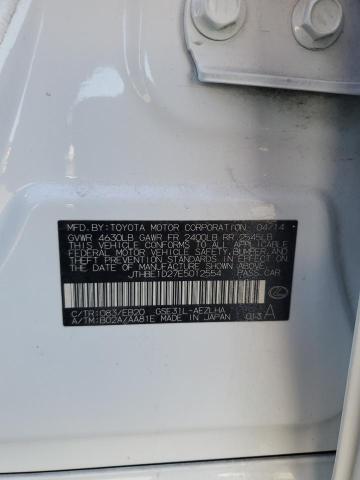 MFD. BY: TOYOTA MOTOR CORPORATION 04/14
GVWR 4630LB GAWR FR 2400LB RR 2545LB
THIS VEHICLE CONFORMS TO ALL APPLICABLE
FEDERAL MOTOR VEHICLE SAFETY, BUMPER, AND
THEFT PREVENTION STANDARDS IN EFFECT ON
THE DATE OF MANUFACTURE SHOWN ABOVE.
JTHBE1D27E5012554 PASS.CAR
C/TR:083/EB20 GSE31L-AEZLHA
A/TM:B02A/AA81E MADE IN JAPAN
A